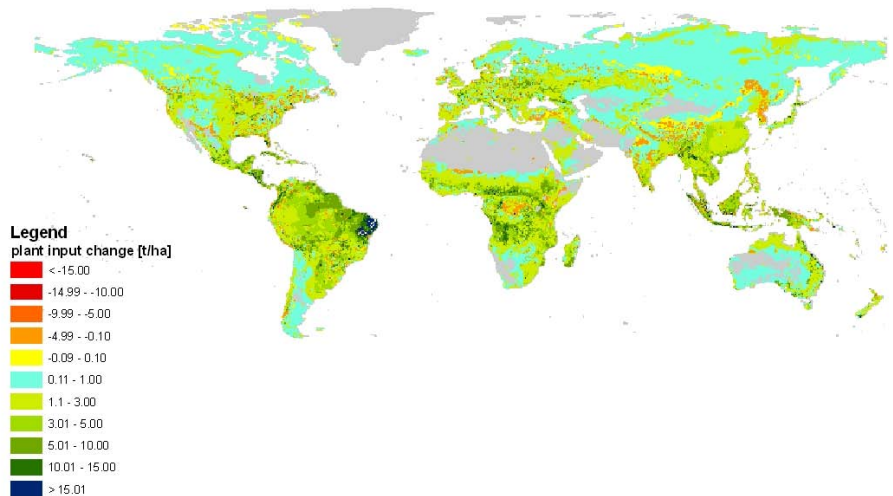 Legend
plant input change [t/ha]
< -15.00
-14.99 - -10.00
-9.99 - -5.00
-4.99 - -0.10
-0.09 - 0.10
0.11 - 1.00
1.1 - 3.00
3.01 - 5.00
5.01 - 10.00
10.01 - 15.00
> 15.01